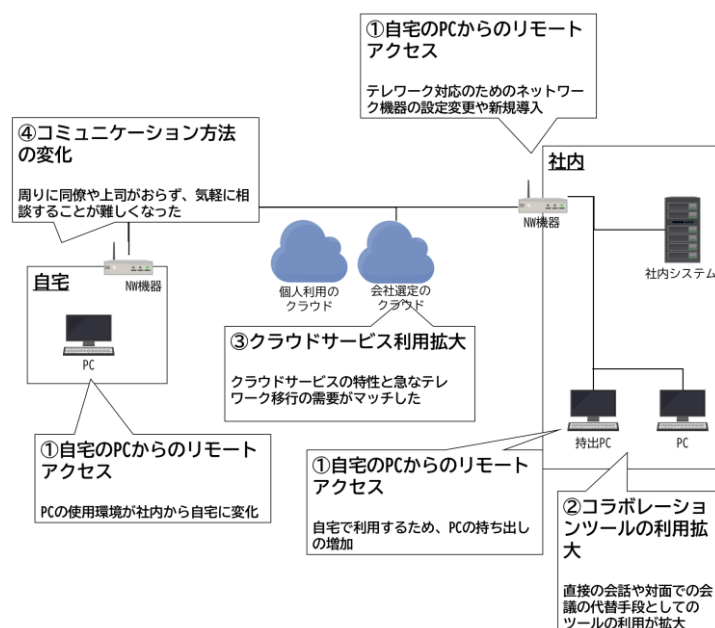 ①自宅のPCからのリモート
アクセス
テレワーク対応のためのネットワー
ク機器の設定変更や新規導入
④コミュニケーション方法
の変化
周りに同僚や上司がおらず、気軽に相
談することが難しくなった
社内
NW機器
社内システム
自宅
NW機器
PC
個人利用の
クラウド
会社選定の
クラウド
③クラウドサービス利用拡大
クラウドサービスの特性と急なテレ
ワーク移行の需要がマッチした
持出PC
PC
①自宅のPCからのリモート
アクセス
PCの使用環境が社内から自宅に変化
①自宅のPCからのリモート
アクセス
自宅で利用するため、PCの持ち出し
の増加
②コラボレーショ
ンツールの利用拡
大
直接の会話や対面での会
議の代替手段としての
ツールの利用が拡大